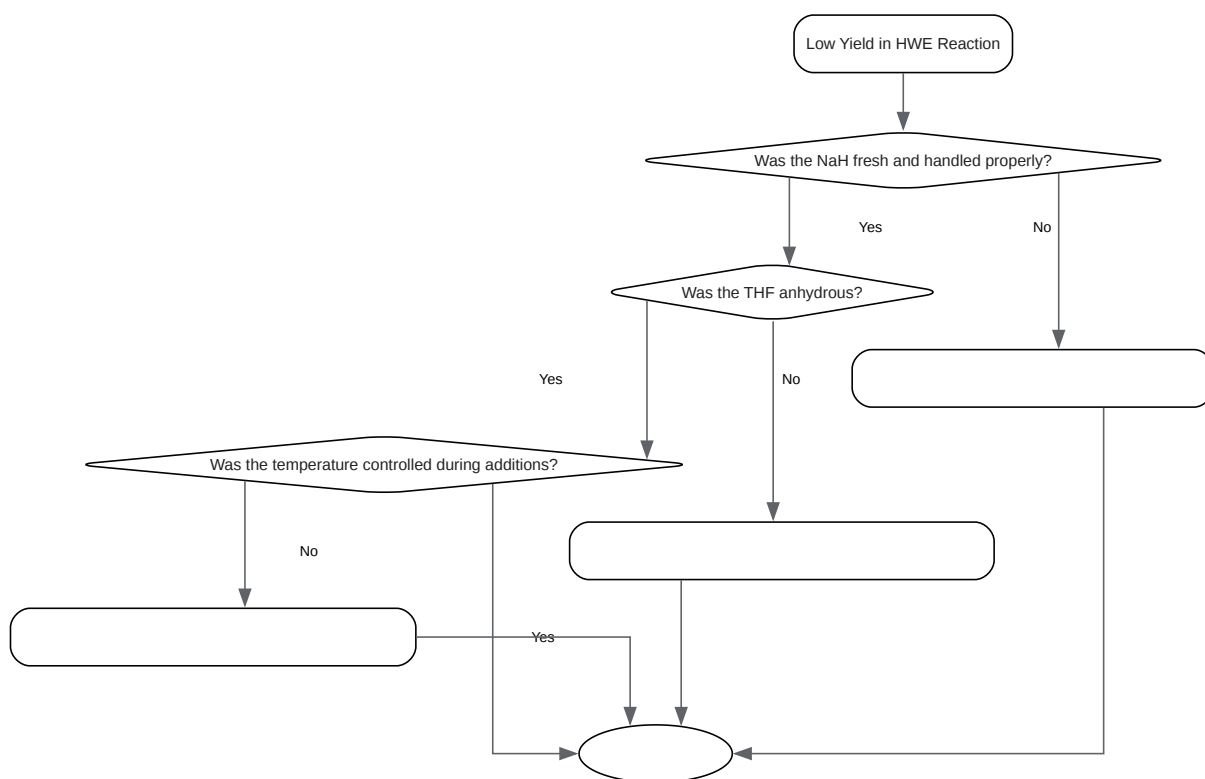 Low Yield in HWE Reaction
Was the NaH fresh and handled properly?
Yes
No
Was the THF anhydrous?
Yes
No
Was the temperature controlled during additions?
No
Yes